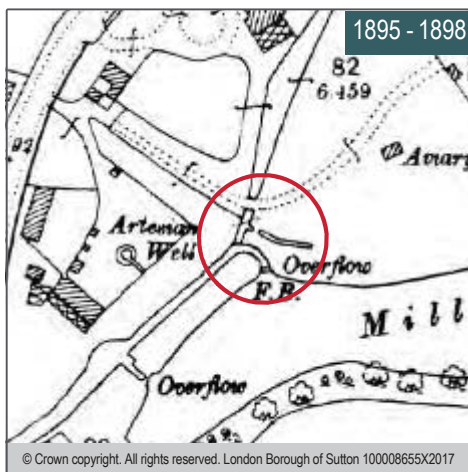 1895 - 1898
82
6·459
92
Aviary
Artesian
Well
Overflow
F.B.
Mill
Overflow
© Crown copyright. All rights reserved. London Borough of Sutton 100008655X2017